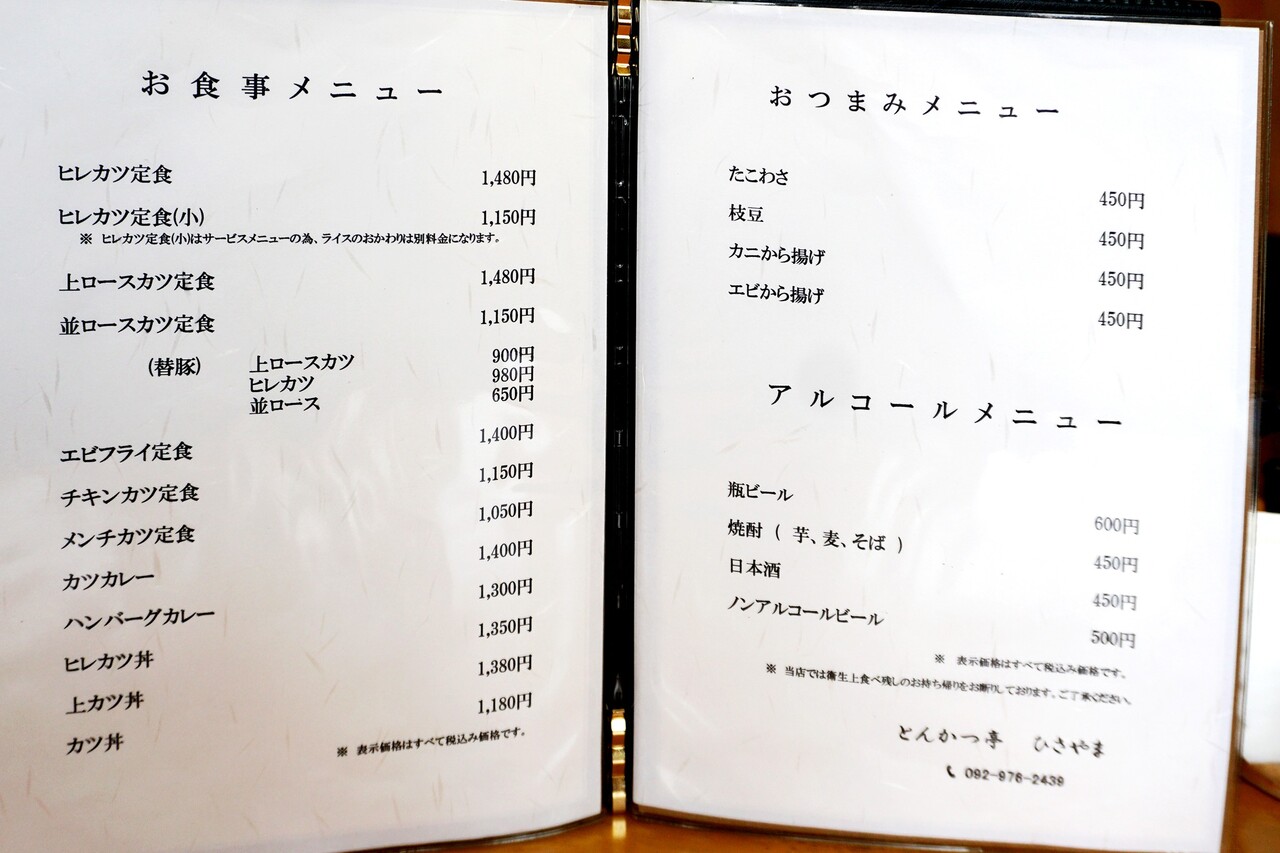 お食事メニュー
ヒレカツ定食 1,480円
ヒレカツ定食(小) 1,150円
※ ヒレカツ定食(小)はサービスメニューの為、ライスのおかわりは別料金になります。
上ロースカツ定食 1,480円
並ロースカツ定食 1,150円
(替豚) 上ロースカツ 900円
ヒレカツ 980円
並ロース 650円
エビフライ定食 1,400円
チキンカツ定食 1,150円
メンチカツ定食 1,050円
カツカレー 1,400円
ハンバーグカレー 1,300円
ヒレカツ丼 1,350円
上カツ丼 1,380円
カツ丼 1,180円
※ 表示価格はすべて税込み価格です。
おつまみメニュー
たこわさ 450円
枝豆 450円
カニから揚げ 450円
エビから揚げ 450円
アルコールメニュー
瓶ビール 600円
焼酎 ( 芋、麦、そば ) 450円
日本酒 450円
ノンアルコールビール 500円
※ 表示価格はすべて税込み価格です。
※ 当店では衛生上食べ残しのお持ち帰りをお断りしております。ご了承ください。
とんかつ亭 ひさやま
092-976-2439